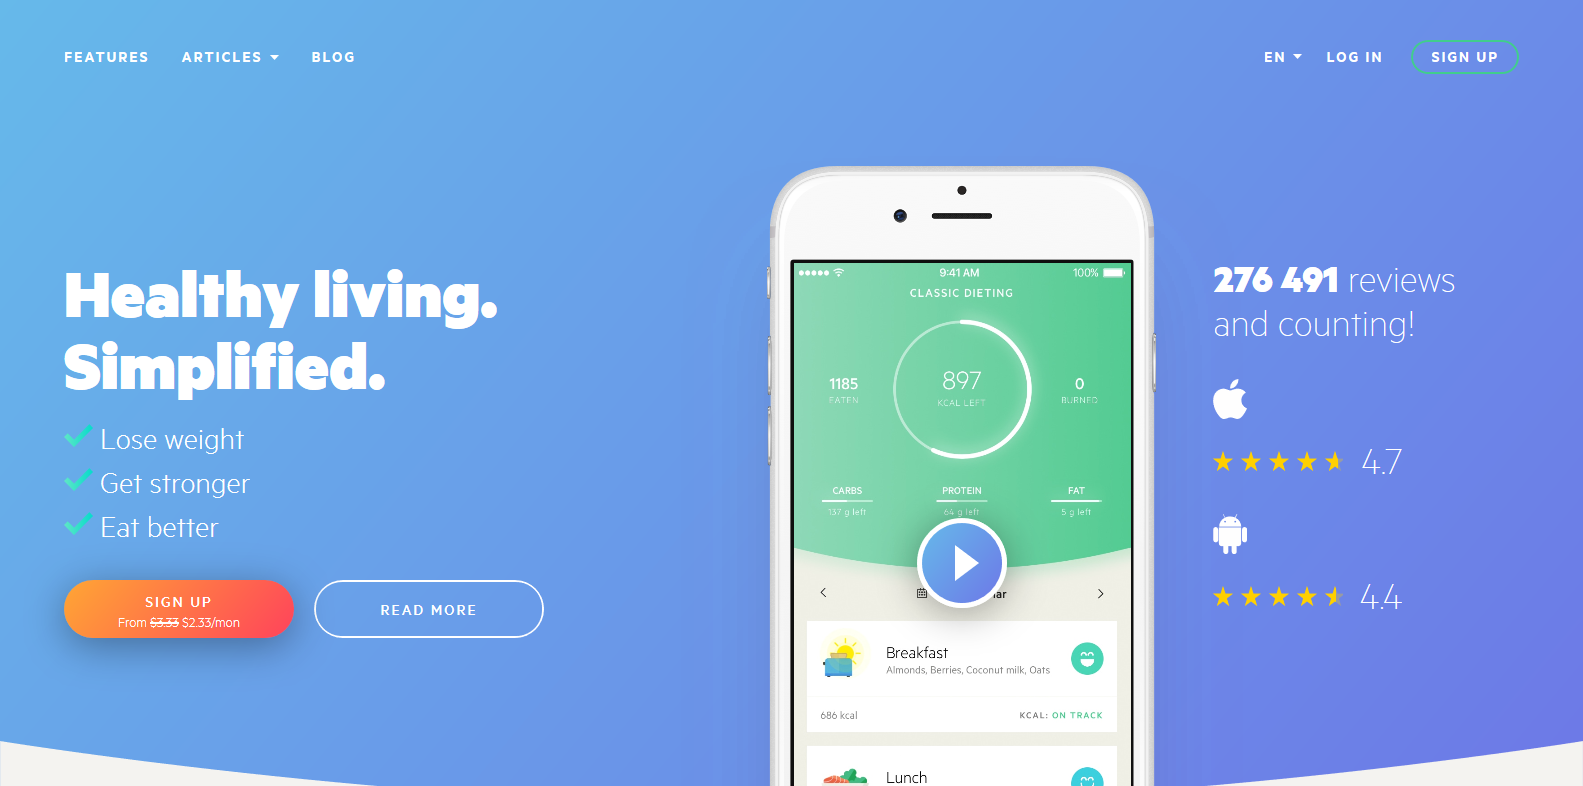 FEATURES ARTICLES BLOG EN LOG IN SIGN UP
Healthy living.
Simplified.
Lose weight
Get stronger
Eat better
SIGN UP
From $3.33 $2.33/mon
READ MORE
9:41 AM 100%
CLASSIC DIETING
1185
EATEN
897
KCAL LEFT
0
BURNED
CARBS
137 g left
PROTEIN
64 g left
FAT
5 g left
Breakfast
Almonds, Berries, Coconut milk, Oats
686 kcal KCAL: ON TRACK
Lunch
276 491 reviews
and counting!
4.7
4.4